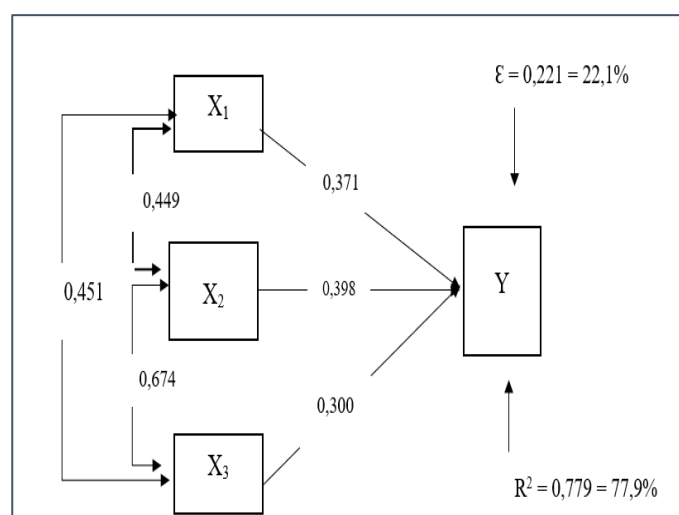 Ɛ = 0,221 = 22,1%
X₁
0,371
0,449
Y
0,451
X₂
0,398
0,674
0,300
X₃
R² = 0,779 = 77,9%